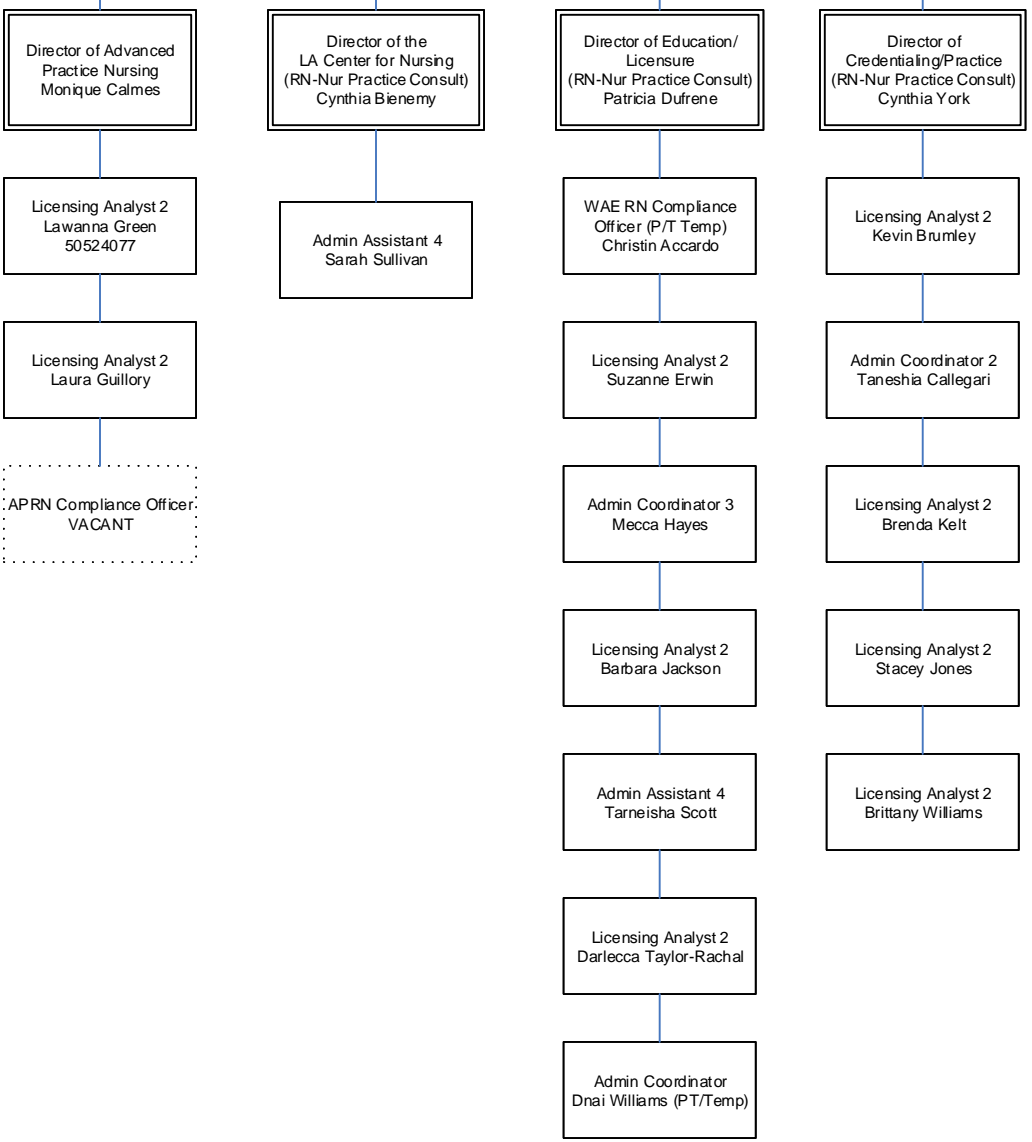 Director of Advanced
Practice Nursing
Monique Calmes
Licensing Analyst 2
Lawanna Green
50524077
Licensing Analyst 2
Laura Guillory
APRN Compliance Officer
VACANT
Director of the
LA Center for Nursing
(RN-Nur Practice Consult)
Cynthia Bienemy
Admin Assistant 4
Sarah Sullivan
Director of Education/
Licensure
(RN-Nur Practice Consult)
Patricia Dufrene
WAE RN Compliance
Officer (P/T Temp)
Christin Accardo
Licensing Analyst 2
Suzanne Erwin
Admin Coordinator 3
Mecca Hayes
Licensing Analyst 2
Barbara Jackson
Admin Assistant 4
Tarneisha Scott
Licensing Analyst 2
Darlecca Taylor-Rachal
Admin Coordinator
Dnai Williams (PT/Temp)
Director of
Credentialing/Practice
(RN-Nur Practice Consult)
Cynthia York
Licensing Analyst 2
Kevin Brumley
Admin Coordinator 2
Taneshia Callegari
Licensing Analyst 2
Brenda Kelt
Licensing Analyst 2
Stacey Jones
Licensing Analyst 2
Brittany Williams